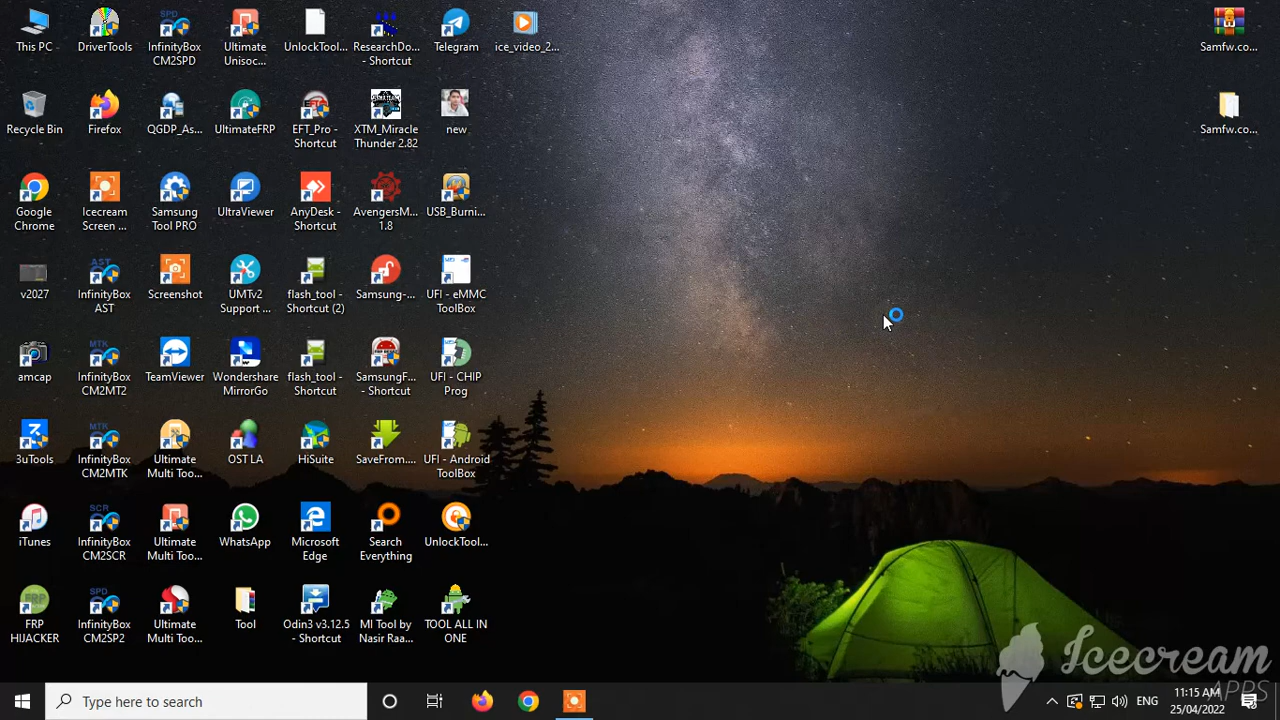 This PC
DriverTools
InfinityBox
CM2SPD
Ultimate
Unisoc...
UnlockTool...
ResearchDo...
- Shortcut
Telegram
ice_video_2...
Samfw.co...
Recycle Bin
Firefox
QGDP_As...
UltimateFRP
EFT_Pro -
Shortcut
XTM_Miracle
Thunder 2.82
new
Samfw.co...
Google
Chrome
Icecream
Screen ...
Samsung
Tool PRO
UltraViewer
AnyDesk -
Shortcut
AvengersM...
1.8
USB_Burni...
v2027
InfinityBox
AST
Screenshot
UMTv2
Support ...
flash_tool -
Shortcut (2)
Samsung-...
UFI - eMMC
ToolBox
amcap
InfinityBox
CM2MT2
TeamViewer
Wondershare
MirrorGo
flash_tool -
Shortcut
SamsungF...
- Shortcut
UFI - CHIP
Prog
3uTools
InfinityBox
CM2MTK
Ultimate
Multi Too...
OST LA
HiSuite
SaveFrom....
UFI - Android
ToolBox
iTunes
InfinityBox
CM2SCR
Ultimate
Multi Too...
WhatsApp
Microsoft
Edge
Search
Everything
UnlockTool...
FRP
HIJACKER
InfinityBox
CM2SP2
Ultimate
Multi Too...
Tool
Odin3 v3.12.5
- Shortcut
MI Tool by
Nasir Raa...
TOOL ALL IN
ONE
Icecream
APPS
Type here to search
ENG
11:15 AM
25/04/2022